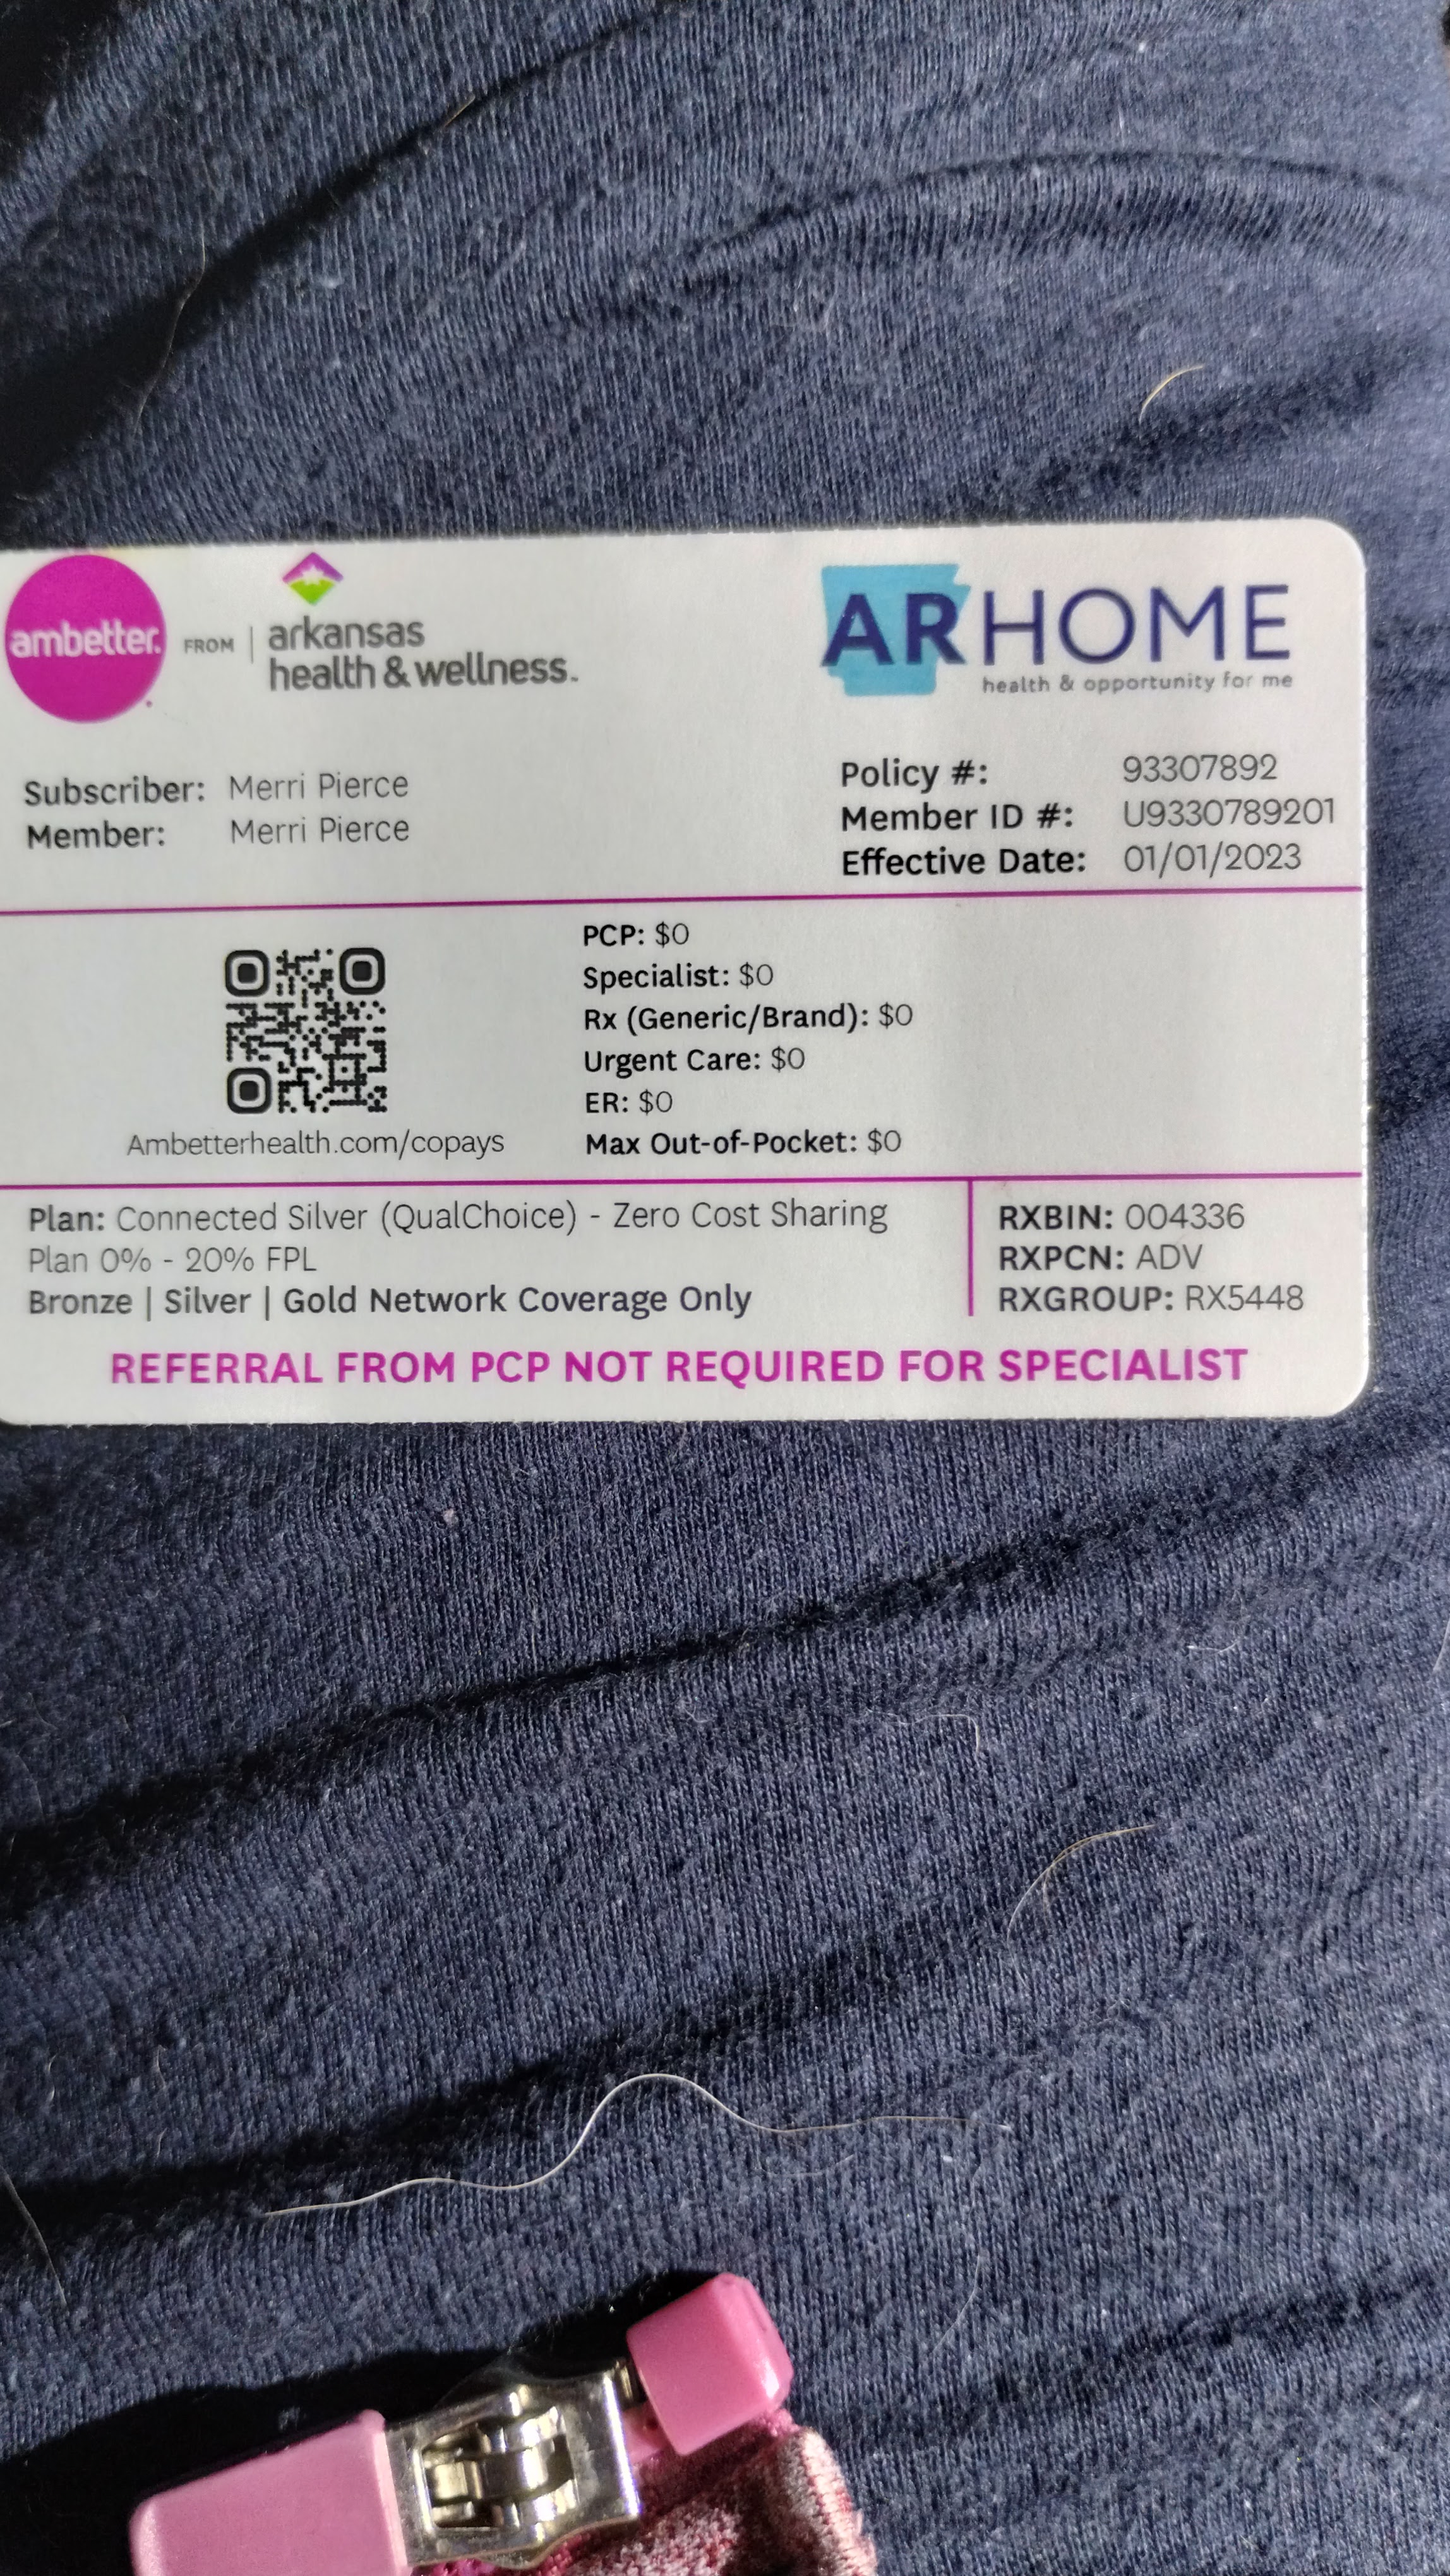 ambetter. FROM | arkansas health & wellness.
ARHOME
health & opportunity for me
Subscriber: Merri Pierce
Member: Merri Pierce
Policy #: 93307892
Member ID #: U9330789201
Effective Date: 01/01/2023
Ambetterhealth.com/copays
PCP: $0
Specialist: $0
Rx (Generic/Brand): $0
Urgent Care: $0
ER: $0
Max Out-of-Pocket: $0
Plan: Connected Silver (QualChoice) - Zero Cost Sharing
Plan 0% - 20% FPL
Bronze | Silver | Gold Network Coverage Only
RXBIN: 004336
RXPCN: ADV
RXGROUP: RX5448
REFERRAL FROM PCP NOT REQUIRED FOR SPECIALIST